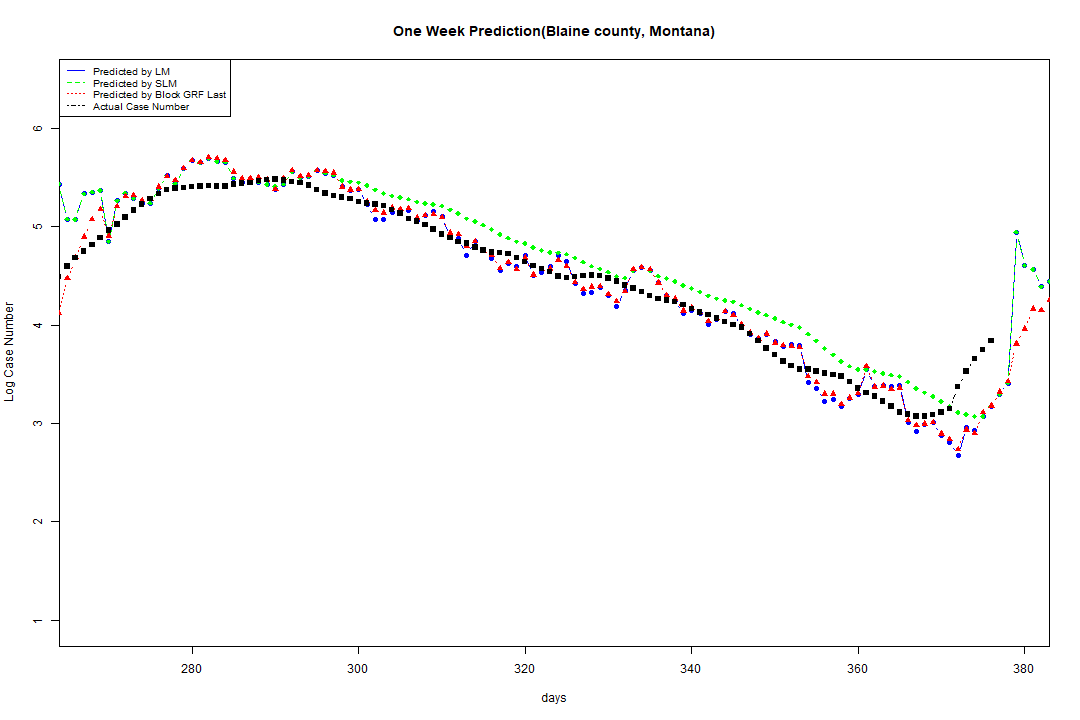 One Week Prediction(Blaine county, Montana)
Predicted by LM
Predicted by SLM
Predicted by Block GRF Last
Actual Case Number
Log Case Number
6
5
4
3
2
1
280 300 320 340 360 380
days